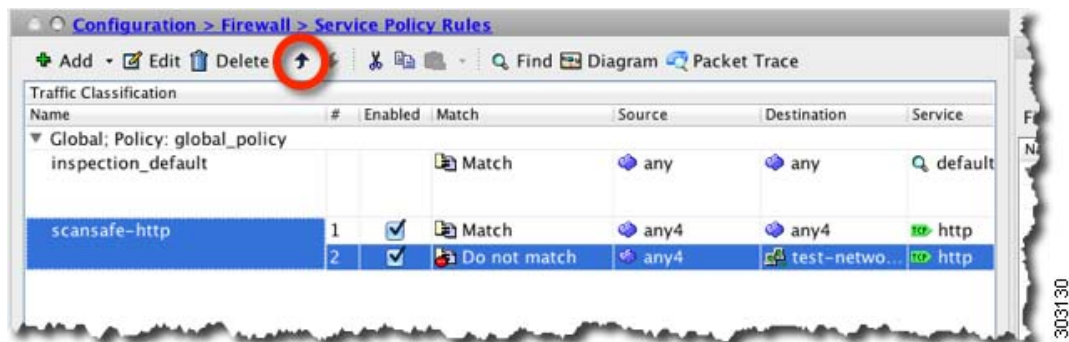 Configuration > Firewall > Service Policy Rules
Add Edit Delete Find Diagram Packet Trace
Traffic Classification
Name # Enabled Match Source Destination Service
Global; Policy: global_policy
inspection_default Match any any default
scansafe-http 1 Match any4 any4 http
2 Do not match any4 test-netwo... http
303130